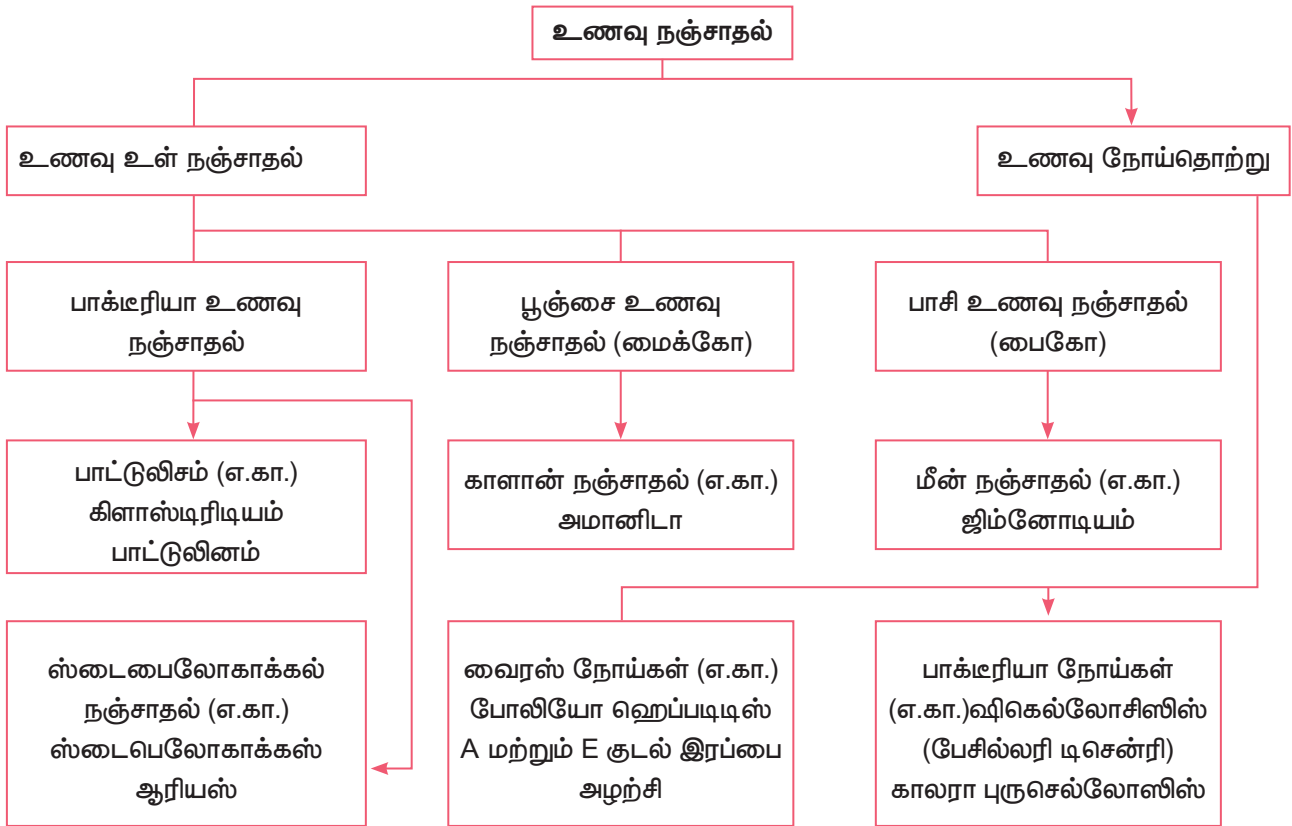 உணவு நஞ்சாதல்
உணவு உள் நஞ்சாதல்
உணவு நோய்தொற்று
பாக்டீரியா உணவு
நஞ்சாதல்
பூஞ்சை உணவு
நஞ்சாதல் (மைக்கோ)
பாசி உணவு நஞ்சாதல்
(பைகோ)
பாட்டுலிசம் (எ.கா.)
கிளாஸ்டிரிடியம்
பாட்டுலினம்
காளான் நஞ்சாதல் (எ.கா.)
அமானிடா
மீன் நஞ்சாதல் (எ.கா.)
ஜிம்னோடியம்
ஸ்டைபைலோகாக்கல்
நஞ்சாதல் (எ.கா.)
ஸ்டைபெலோகாக்கஸ்
ஆரியஸ்
வைரஸ் நோய்கள் (எ.கா.)
போலியோ ஹெப்படிடிஸ்
A மற்றும் E குடல் இரப்பை
அழற்சி
பாக்டீரியா நோய்கள்
(எ.கா.)ஷிகெல்லோசிஸிஸ்
(பேசில்லரி டிசென்ரி)
காலரா புருசெல்லோஸிஸ்